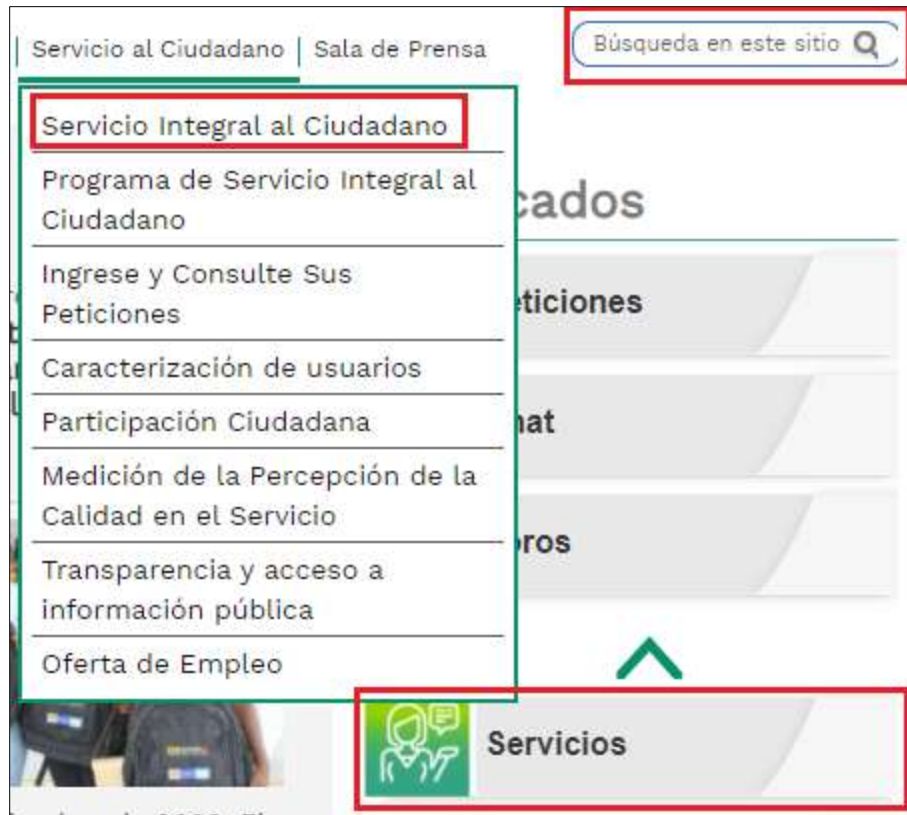 Servicio al Ciudadano
Sala de Prensa
Búsqueda en este sitio
Servicio Integral al Ciudadano
Programa de Servicio Integral al
Ciudadano
Ingrese y Consulte Sus
Peticiones
Caracterización de usuarios
Participación Ciudadana
Medición de la Percepción de la
Calidad en el Servicio
Transparencia y acceso a
información pública
Oferta de Empleo
cados
ticiones
hat
ros
Servicios